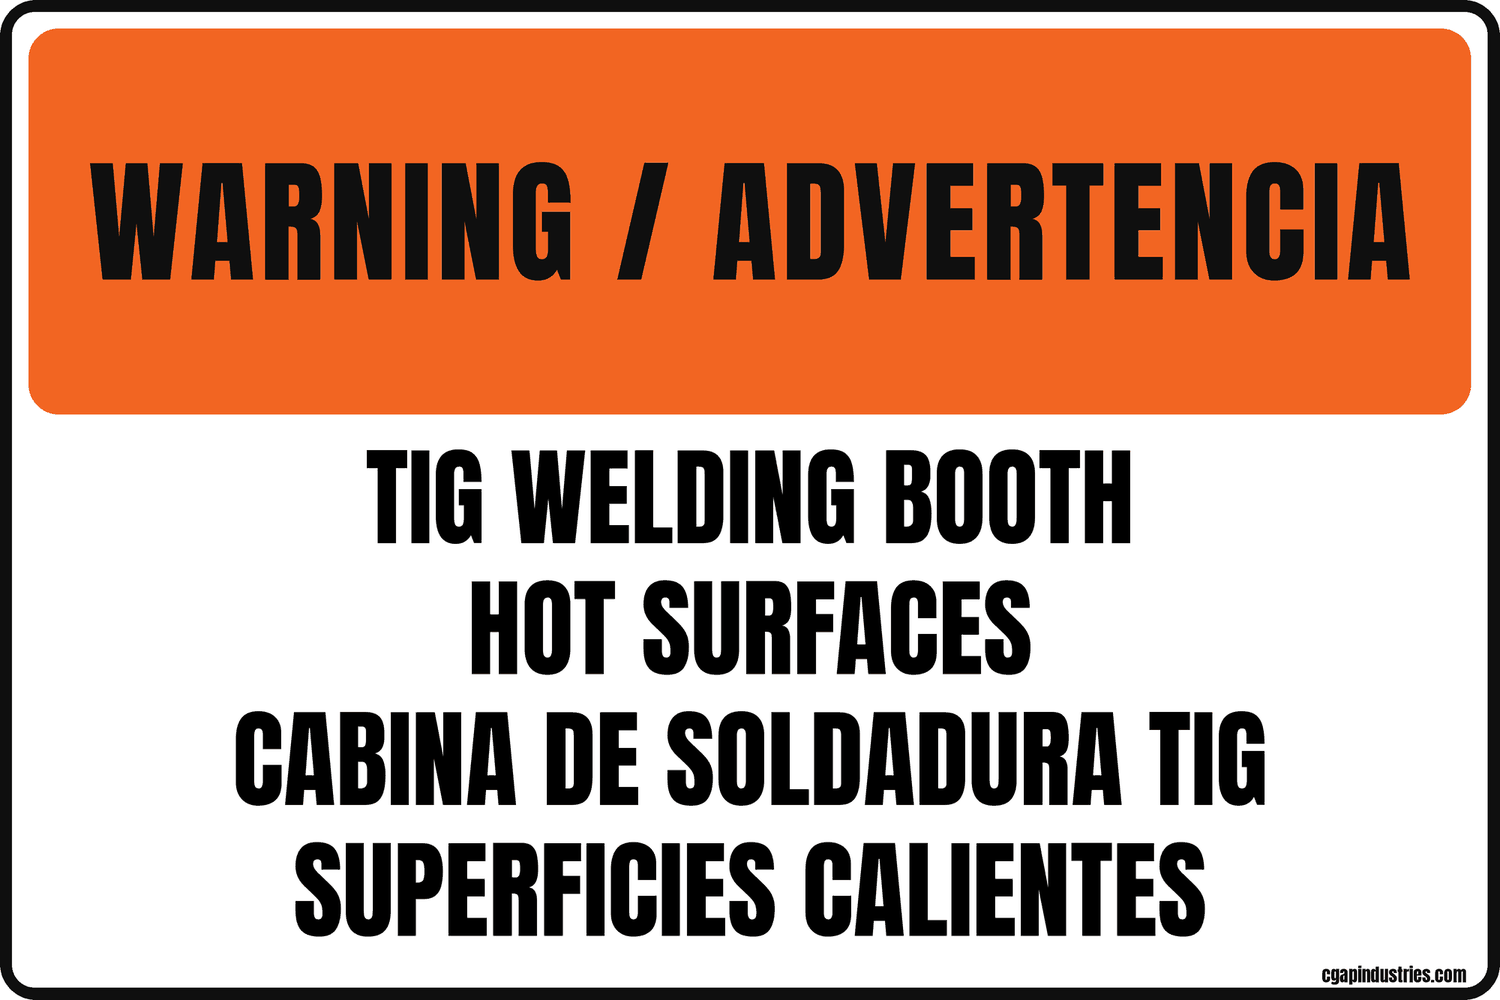 WARNING / ADVERTENCIA
TIG WELDING BOOTH
HOT SURFACES
CABINA DE SOLDADURA TIG
SUPERFICIES CALIENTES
cgapindustries.com